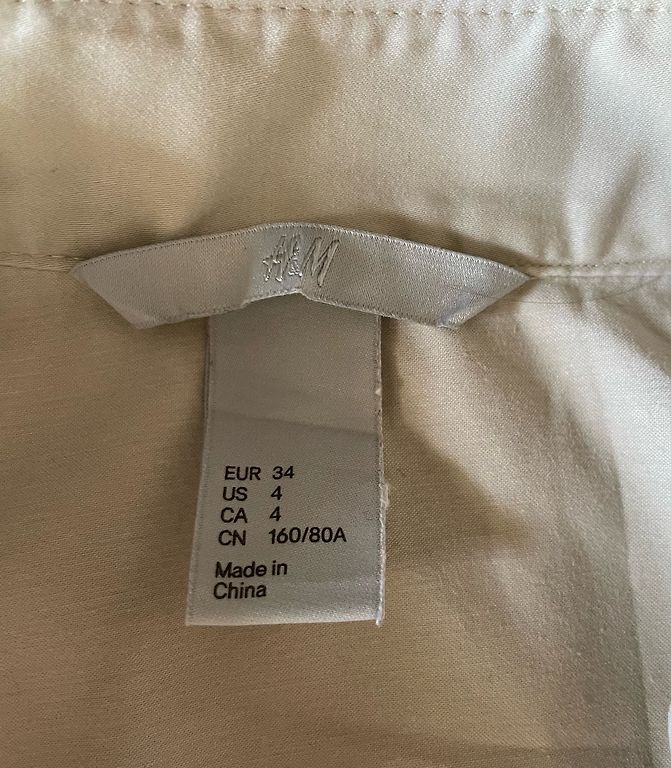 H&M
EUR 34
US 4
CA 4
CN 160/80A
Made in
China